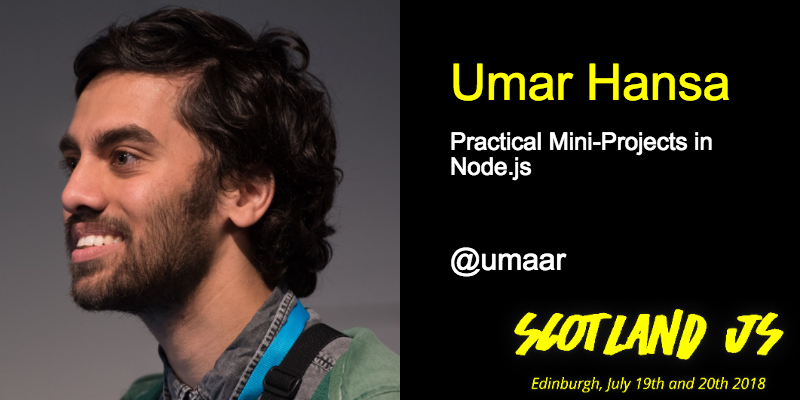 Umar Hansa
Practical Mini-Projects in
Node.js
@umaar
SCOTLAND JS
Edinburgh, July 19th and 20th 2018